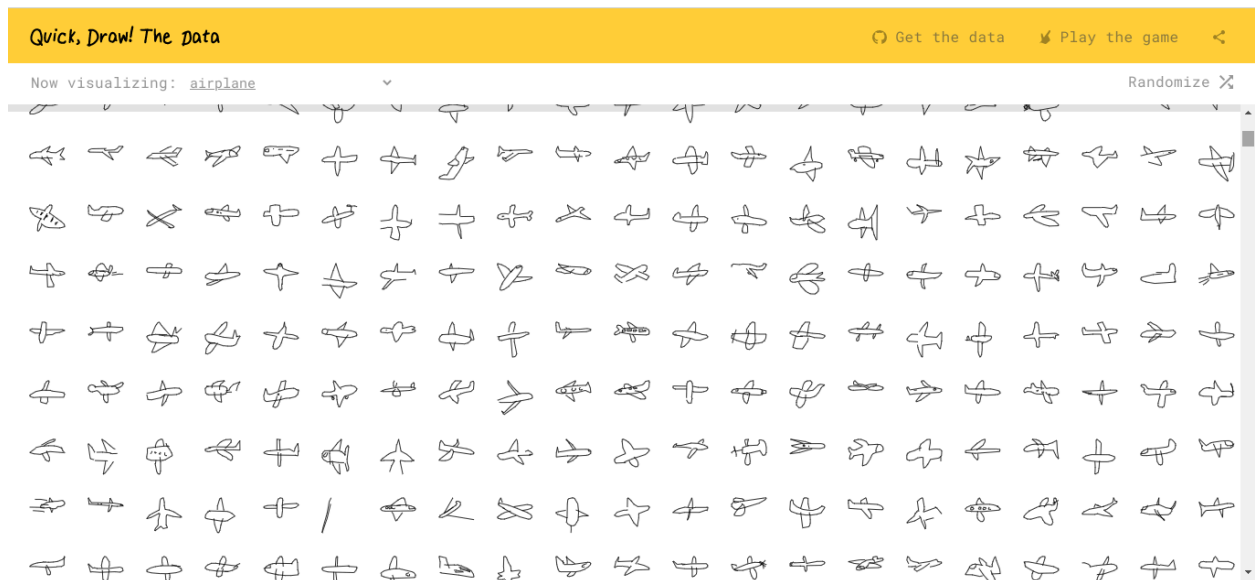 Quick, Draw! The Data
Get the data
Play the game
Now visualizing: airplane
Randomize